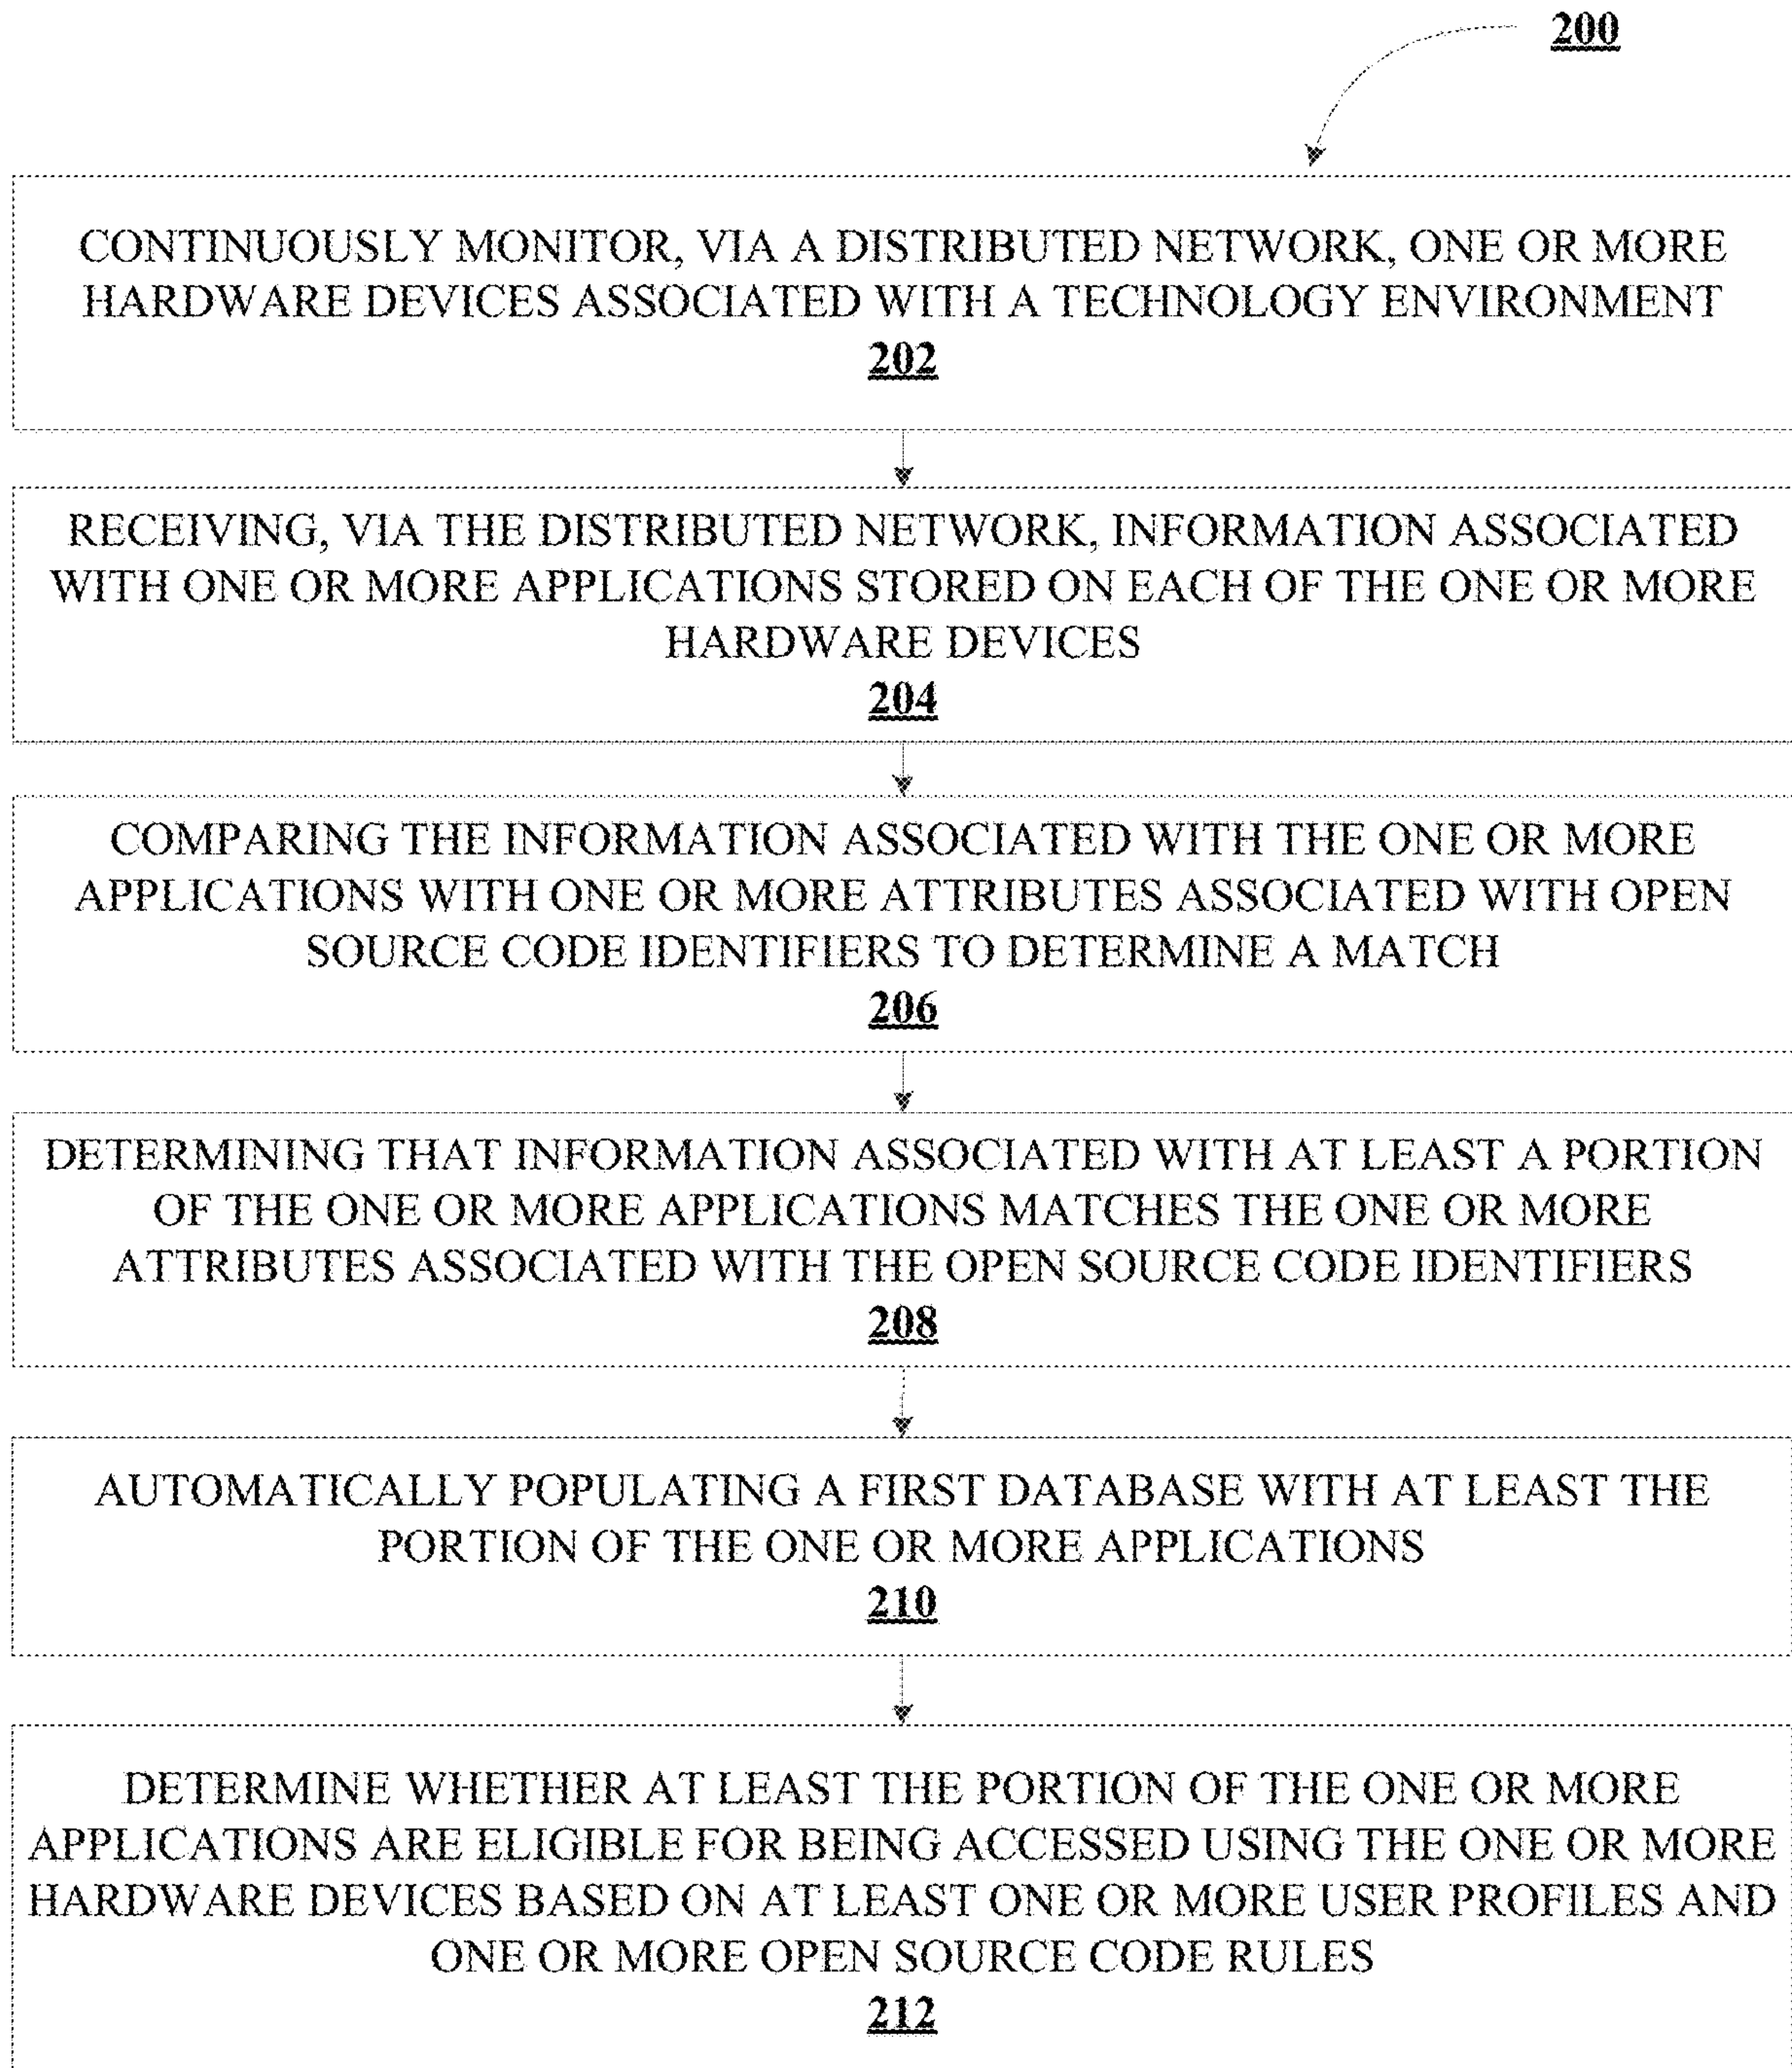 200
CONTINUOUSLY MONITOR, VIA A DISTRIBUTED NETWORK, ONE OR MORE
HARDWARE DEVICES ASSOCIATED WITH A TECHNOLOGY ENVIRONMENT
202
RECEIVING, VIA THE DISTRIBUTED NETWORK, INFORMATION ASSOCIATED
WITH ONE OR MORE APPLICATIONS STORED ON EACH OF THE ONE OR MORE
HARDWARE DEVICES
204
COMPARING THE INFORMATION ASSOCIATED WITH THE ONE OR MORE
APPLICATIONS WITH ONE OR MORE ATTRIBUTES ASSOCIATED WITH OPEN
SOURCE CODE IDENTIFIERS TO DETERMINE A MATCH
206
DETERMINING THAT INFORMATION ASSOCIATED WITH AT LEAST A PORTION
OF THE ONE OR MORE APPLICATIONS MATCHES THE ONE OR MORE
ATTRIBUTES ASSOCIATED WITH THE OPEN SOURCE CODE IDENTIFIERS
208
AUTOMATICALLY POPULATING A FIRST DATABASE WITH AT LEAST THE
PORTION OF THE ONE OR MORE APPLICATIONS
210
DETERMINE WHETHER AT LEAST THE PORTION OF THE ONE OR MORE
APPLICATIONS ARE ELIGIBLE FOR BEING ACCESSED USING THE ONE OR MORE
HARDWARE DEVICES BASED ON AT LEAST ONE OR MORE USER PROFILES AND
ONE OR MORE OPEN SOURCE CODE RULES
212